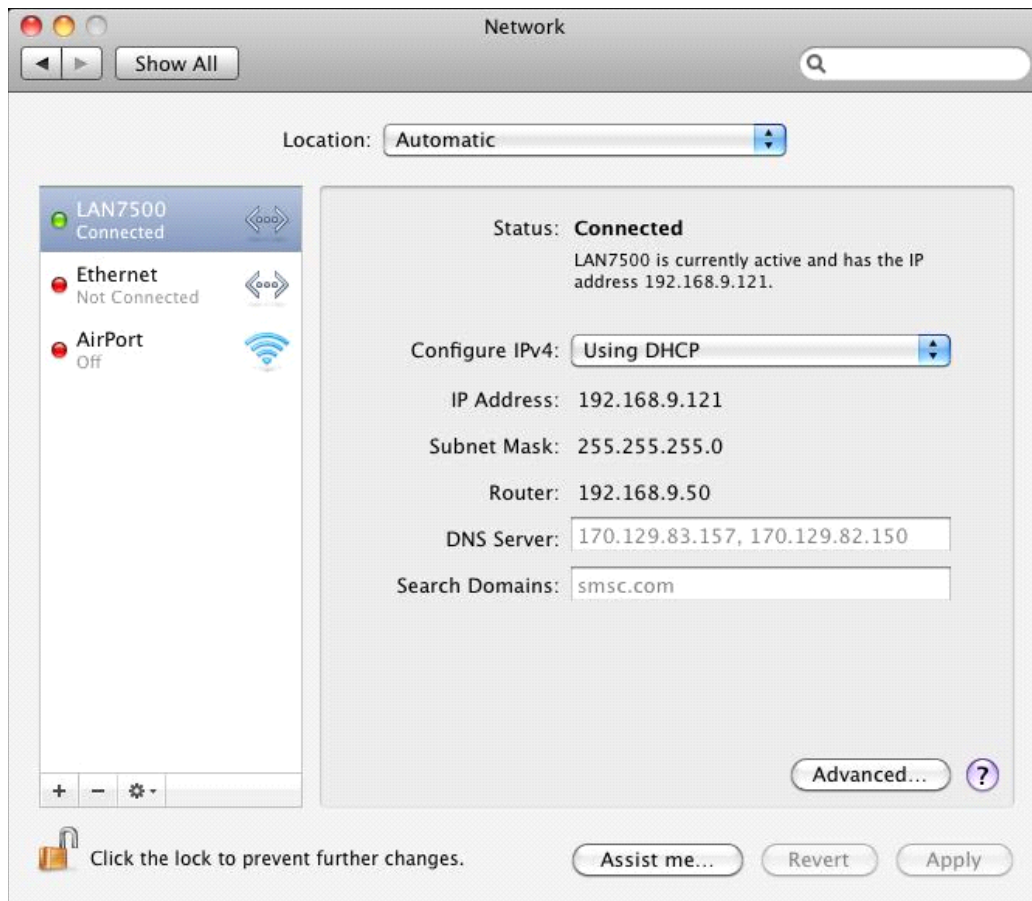 Network
Show All
Location: Automatic
LAN7500
Connected
Ethernet
Not Connected
AirPort
Off
Status: Connected
LAN7500 is currently active and has the IP
address 192.168.9.121.
Configure IPv4: Using DHCP
IP Address: 192.168.9.121
Subnet Mask: 255.255.255.0
Router: 192.168.9.50
DNS Server: 170.129.83.157, 170.129.82.150
Search Domains: smsc.com
Advanced... ?
+ −
Click the lock to prevent further changes.
Assist me... Revert Apply